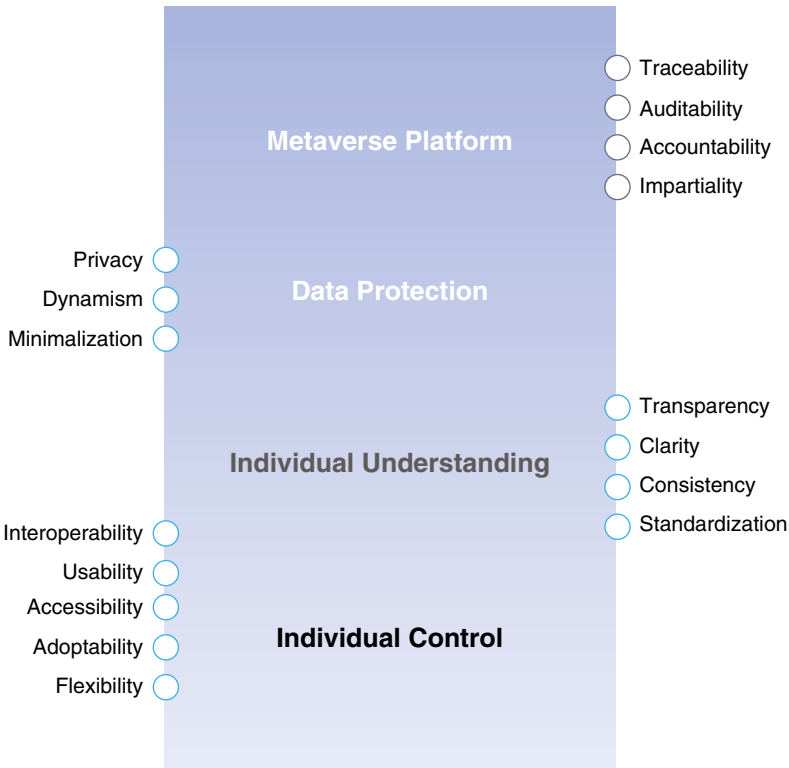 Traceability
Auditability
Metaverse Platform
Accountability
Impartiality
Privacy
Dynamism
Data Protection
Minimalization
Transparency
Clarity
Individual Understanding
Consistency
Standardization
Interoperability
Usability
Accessibility
Adoptability
Individual Control
Flexibility